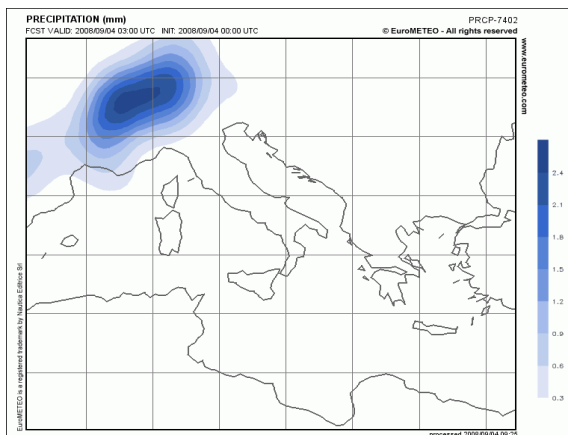 PRECIPITATION (mm)
PRCP-7402
FCST VALID: 2008/09/04 03:00 UTC INIT: 2008/09/04 00:00 UTC
© EuroMETEO - All rights reserved
www.eurometeo.com
2.4
2.1
1.8
1.5
1.2
0.9
0.6
0.3
EuroMETEO is a registered trademark by Nautica Editrice Srl
processed 2008/09/04 09:25